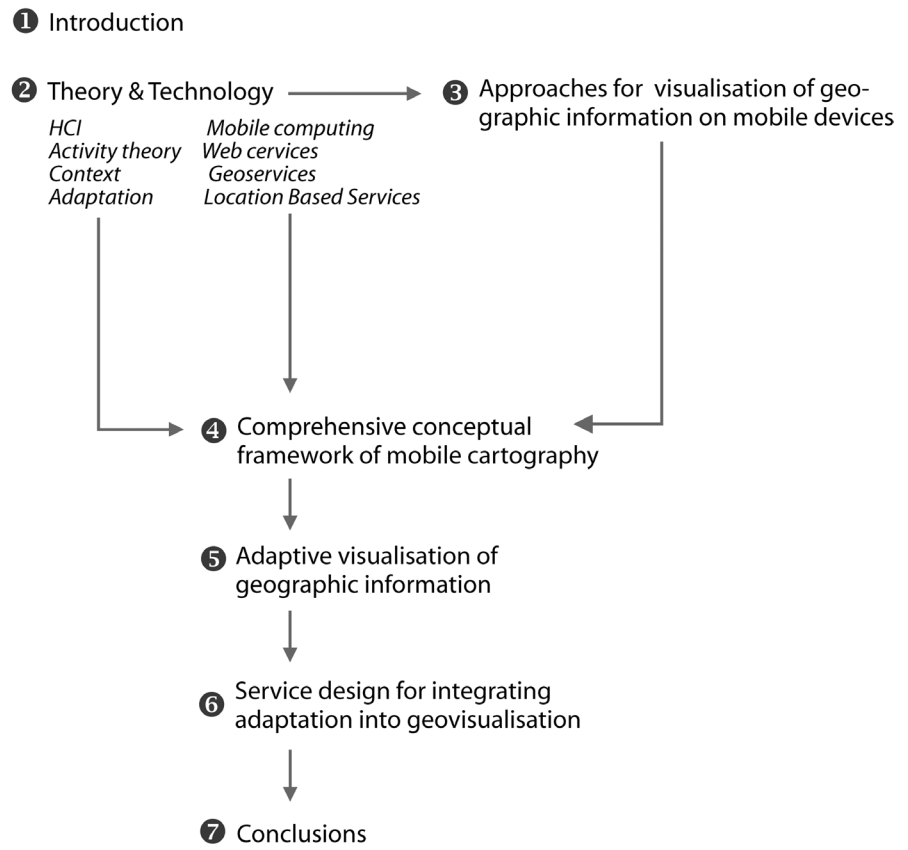 ❶ Introduction
❷ Theory & Technology
❸ Approaches for visualisation of geo-
graphic information on mobile devices
HCI Mobile computing
Activity theory Web cervices
Context Geoservices
Adaptation Location Based Services
❹ Comprehensive conceptual
framework of mobile cartography
❺ Adaptive visualisation of
geographic information
❻ Service design for integrating
adaptation into geovisualisation
❼ Conclusions